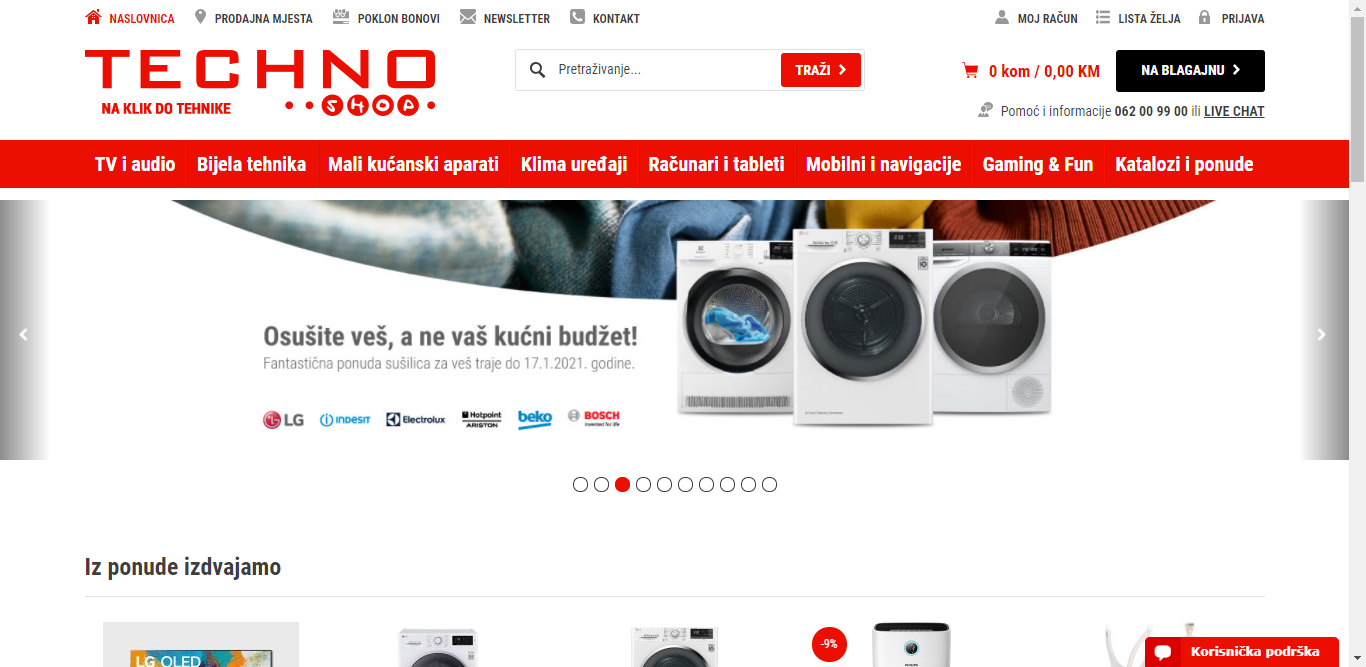 NASLOVNICA
PRODAJNA MJESTA
POKLON BONOVI
NEWSLETTER
KONTAKT
MOJ RAČUN
LISTA ŽELJA
PRIJAVA
TECHNO
SHOP
NA KLIK DO TEHNIKE
Pretraživanje...
TRAŽI
0 kom / 0,00 KM
NA BLAGAJNU
Pomoć i informacije 062 00 99 00 ili LIVE CHAT
TV i audio
Bijela tehnika
Mali kućanski aparati
Klima uređaji
Računari i tableti
Mobilni i navigacije
Gaming & Fun
Katalozi i ponude
Osušite veš, a ne vaš kućni budžet!
Fantastična ponuda sušilica za veš traje do 17.1.2021. godine.
LG
INDESIT
Electrolux
Hotpoint
ARISTON
beko
BOSCH
Invented for life
Iz ponude izdvajamo
LG OLED
-9%
PHILIPS
Korisnička podrška